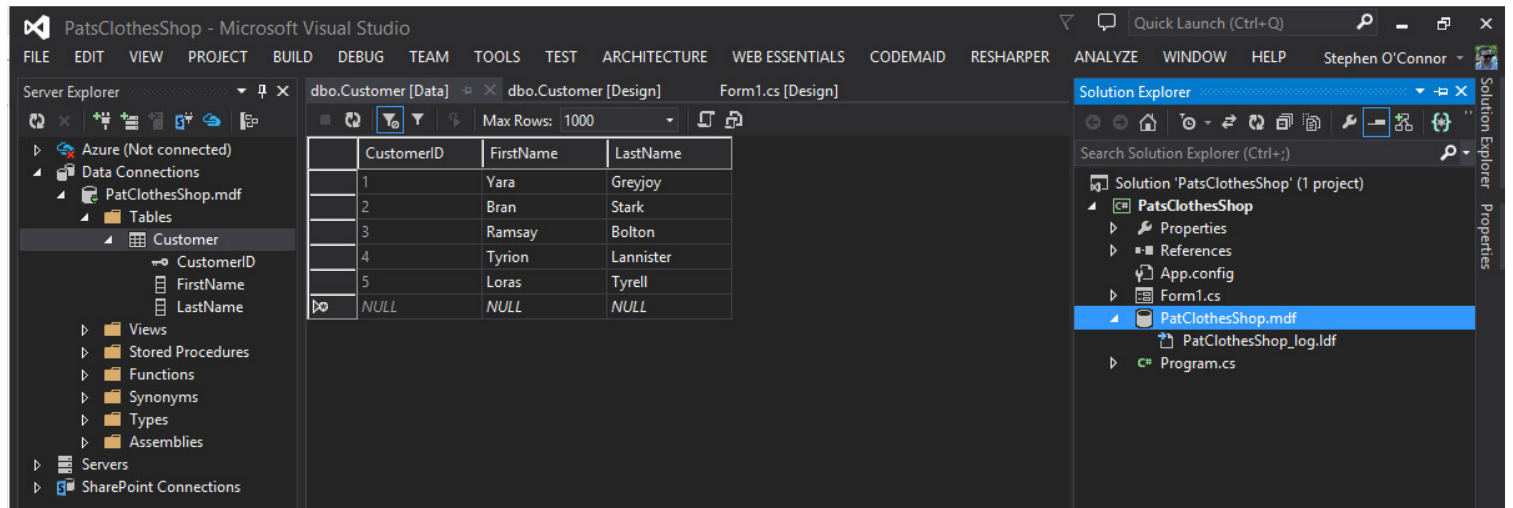 PatsClothesShop - Microsoft Visual Studio
Quick Launch (Ctrl+Q)
FILE EDIT VIEW PROJECT BUILD DEBUG TEAM TOOLS TEST ARCHITECTURE WEB ESSENTIALS CODEMAID RESHARPER ANALYZE WINDOW HELP Stephen O'Connor
Server Explorer
Azure (Not connected)
Data Connections
PatClothesShop.mdf
Tables
Customer
CustomerID
FirstName
LastName
Views
Stored Procedures
Functions
Synonyms
Types
Assemblies
Servers
SharePoint Connections
dbo.Customer [Data] dbo.Customer [Design] Form1.cs [Design]
Max Rows: 1000
CustomerID FirstName LastName
1 Yara Greyjoy
2 Bran Stark
3 Ramsay Bolton
4 Tyrion Lannister
5 Loras Tyrell
NULL NULL NULL
Solution Explorer
Search Solution Explorer (Ctrl+;)
Solution 'PatsClothesShop' (1 project)
C# PatsClothesShop
Properties
References
App.config
Form1.cs
PatClothesShop.mdf
PatClothesShop_log.ldf
C# Program.cs
Solution Explorer
Properties